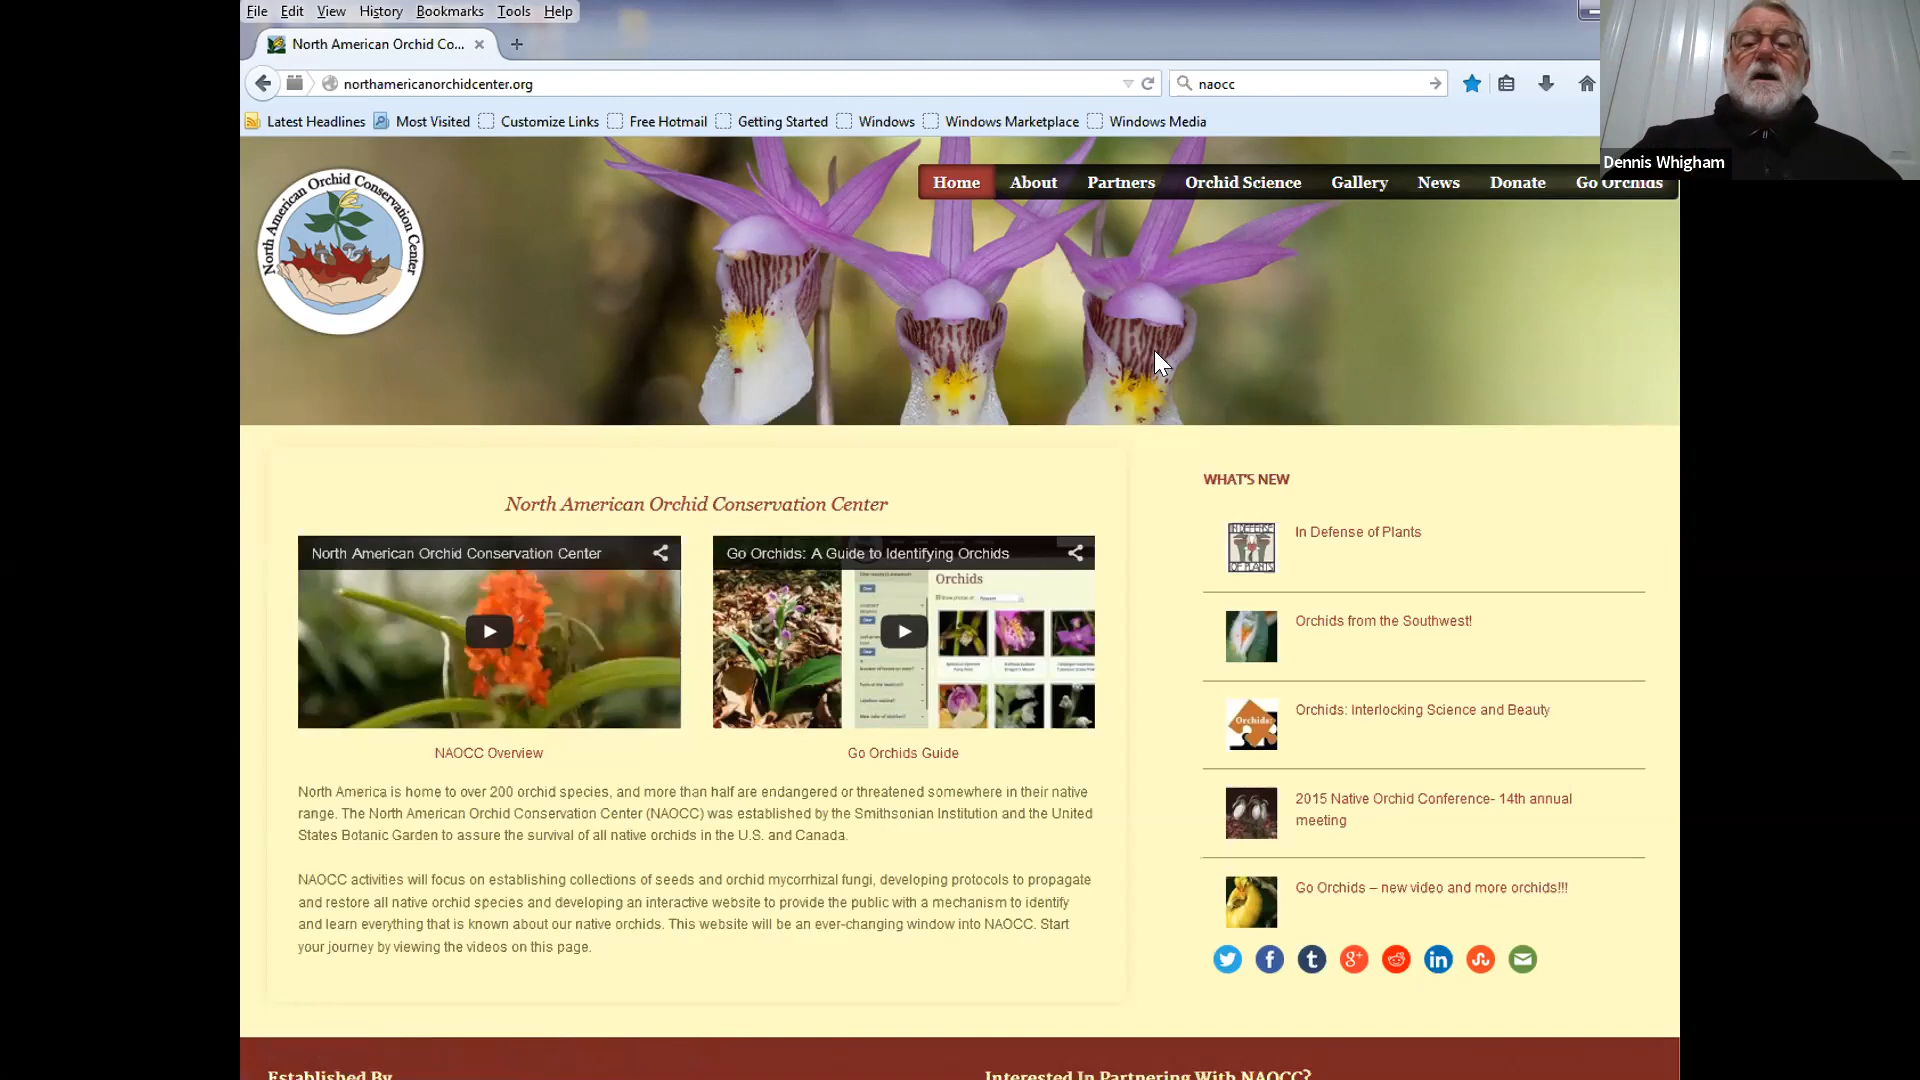 File Edit View History Bookmarks Tools Help
North American Orchid Co...
northamericanorchidcenter.org
naocc
Latest Headlines Most Visited Customize Links Free Hotmail Getting Started Windows Windows Marketplace Windows Media
Dennis Whigham
North American Orchid Conservation Center
Home About Partners Orchid Science Gallery News Donate Go Orchids
North American Orchid Conservation Center
North American Orchid Conservation Center
Go Orchids: A Guide to Identifying Orchids
Orchids
NAOCC Overview
Go Orchids Guide
North America is home to over 200 orchid species, and more than half are endangered or threatened somewhere in their native
range. The North American Orchid Conservation Center (NAOCC) was established by the Smithsonian Institution and the United
States Botanic Garden to assure the survival of all native orchids in the U.S. and Canada.
NAOCC activities will focus on establishing collections of seeds and orchid mycorrhizal fungi, developing protocols to propagate
and restore all native orchid species and developing an interactive website to provide the public with a mechanism to identify
and learn everything that is known about our native orchids. This website will be an ever-changing window into NAOCC. Start
your journey by viewing the videos on this page.
WHAT'S NEW
IN DEFENSE
OF PLANTS
In Defense of Plants
Orchids from the Southwest!
Orchids:
Orchids: Interlocking Science and Beauty
2015 Native Orchid Conference- 14th annual
meeting
Go Orchids – new video and more orchids!!!
Established By
Interested In Partnering With NAOCC?